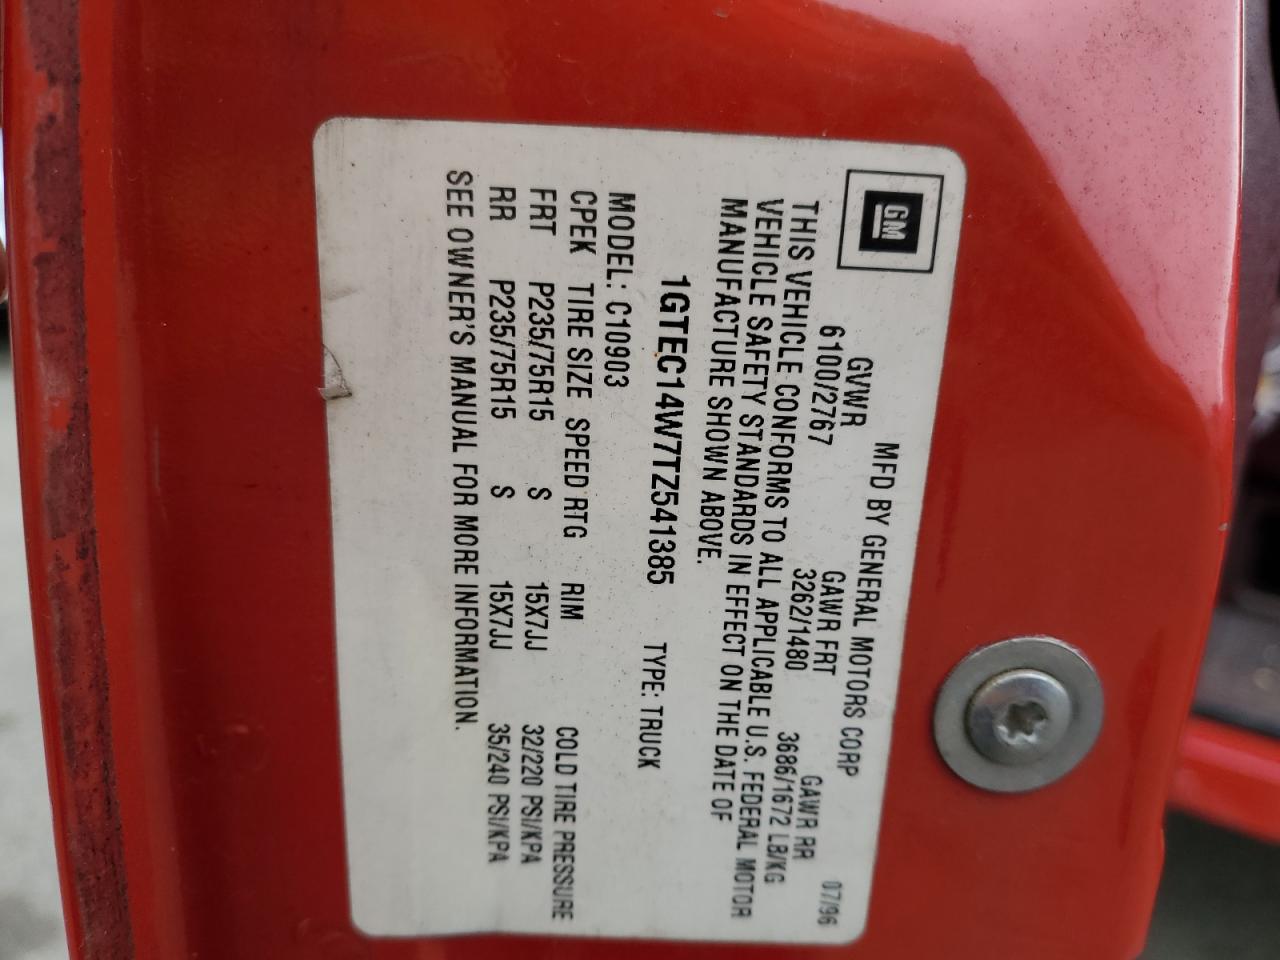 GM
MFD BY GENERAL MOTORS CORP 07/96
GVWR GAWR FRT GAWR RR
6100/2767 3262/1480 3686/1672 LB/KG
THIS VEHICLE CONFORMS TO ALL APPLICABLE U.S. FEDERAL MOTOR
VEHICLE SAFETY STANDARDS IN EFFECT ON THE DATE OF
MANUFACTURE SHOWN ABOVE.
1GTEC14W7TZ541385 TYPE: TRUCK
MODEL: C10903
CPEK TIRE SIZE SPEED RTG RIM COLD TIRE PRESSURE
FRT P235/75R15 S 15X7JJ 32/220 PSI/KPA
RR P235/75R15 S 15X7JJ 35/240 PSI/KPA
SEE OWNER'S MANUAL FOR MORE INFORMATION.